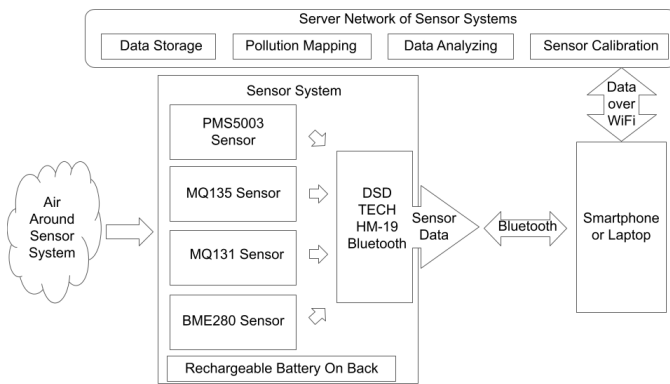 Server Network of Sensor Systems
Data Storage
Pollution Mapping
Data Analyzing
Sensor Calibration
Sensor System
PMS5003
Sensor
MQ135 Sensor
MQ131 Sensor
BME280 Sensor
Rechargeable Battery On Back
Air
Around
Sensor
System
DSD
TECH
HM-19
Bluetooth
Sensor
Data
Bluetooth
Data
over
WiFi
Smartphone
or Laptop